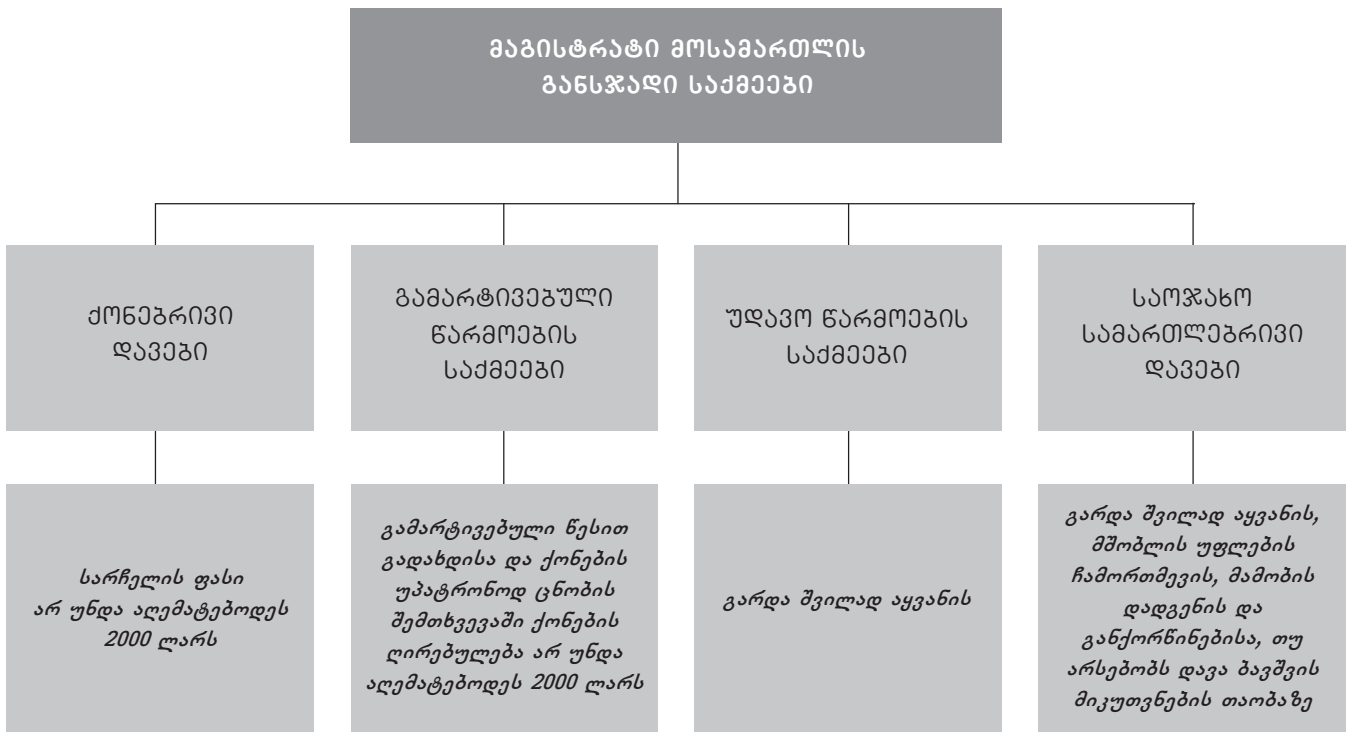 მაგისტრატი მოსამართლის
განსჯადი საქმეები
ქონებრივი
დავები
გამარტივებული
წარმოების
საქმეები
უდავო წარმოების
საქმეები
საოჯახო
სამართლებრივი
დავები
სარჩელის ფასი
არ უნდა აღემატებოდეს
2000 ლარს
გამარტივებული წესით
გადახდისა და ქონების
უპატრონოდ ცნობის
შემთხვევაში ქონების
ღირებულება არ უნდა
აღემატებოდეს 2000 ლარს
გარდა შვილად აყვანის
გარდა შვილად აყვანის,
მშობლის უფლების
ჩამორთმევის, მამობის
დადგენის და
განქორწინებისა, თუ
არსებობს დავა ბავშვის
მიკუთვნების თაობაზე